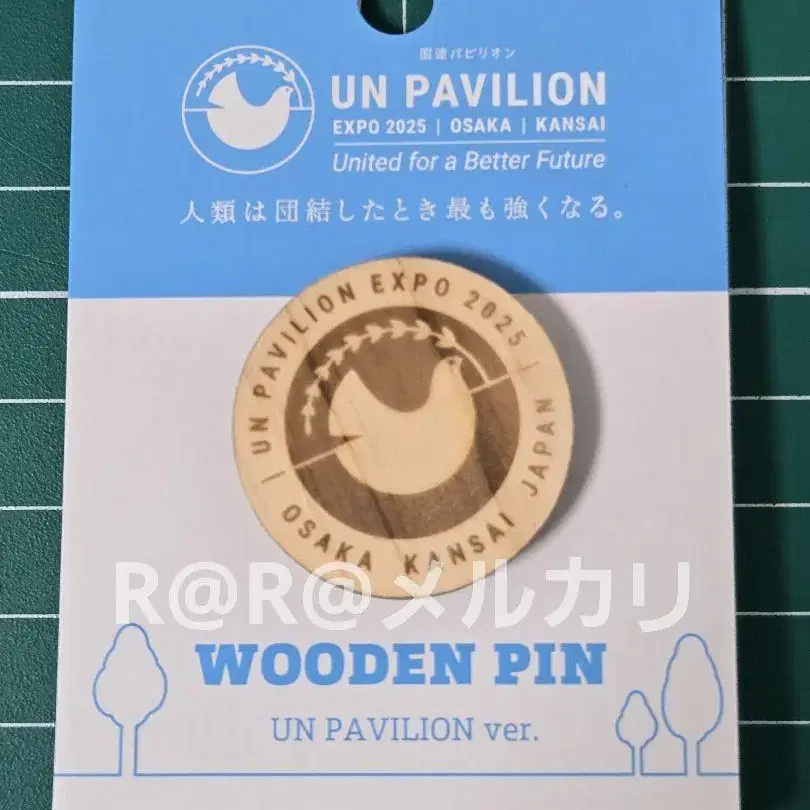 国連パビリオン
UN PAVILION
EXPO 2025 | OSAKA | KANSAI
United for a Better Future
人類は団結したとき最も強くなる。
| UN PAVILION EXPO 2025 |
OSAKA KANSAI JAPAN
R@R@メルカリ
WOODEN PIN
UN PAVILION ver.